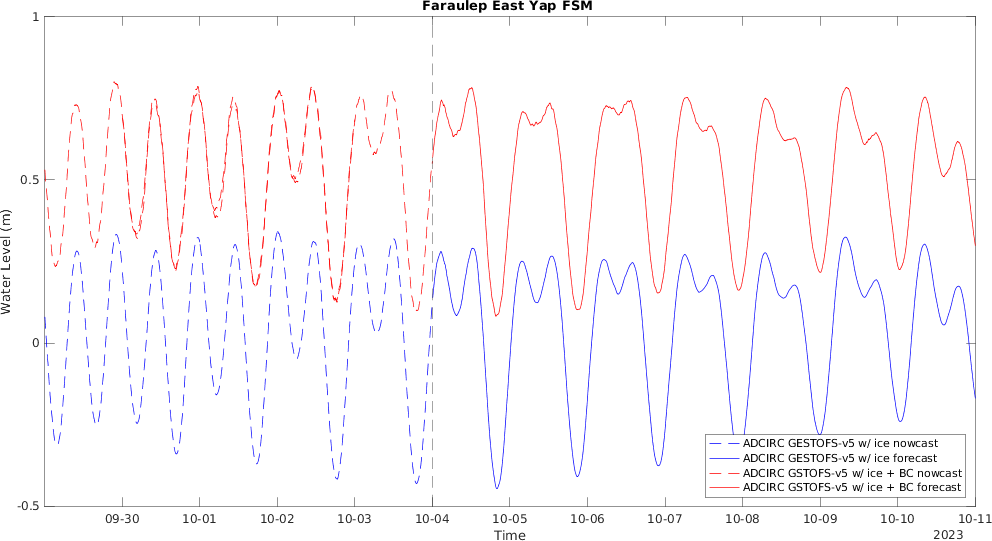 Faraulep East Yap FSM
Water Level (m)
1
0.5
0
-0.5
ADCIRC GESTOFS-v5 w/ ice nowcast
ADCIRC GESTOFS-v5 w/ ice forecast
ADCIRC GSTOFS-v5 w/ ice + BC nowcast
ADCIRC GSTOFS-v5 w/ ice + BC forecast
09-30 10-01 10-02 10-03 10-04 10-05 10-06 10-07 10-08 10-09 10-10 10-11
Time
2023